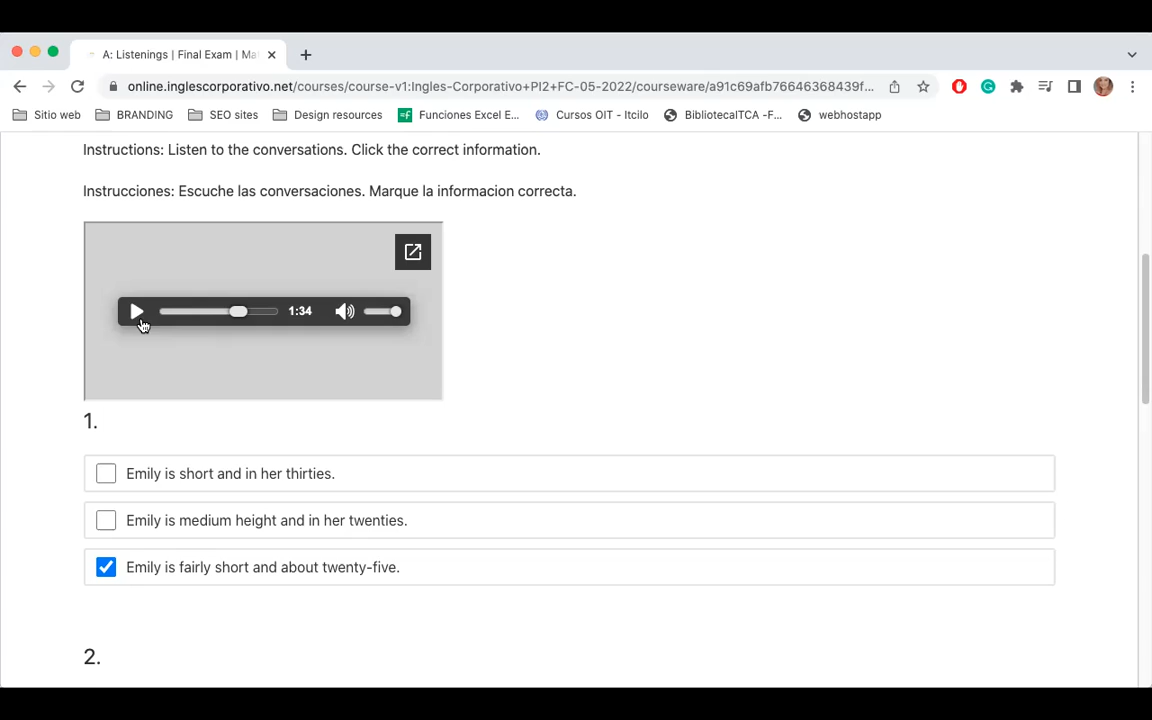 A: Listenings | Final Exam | Ma
online.inglescorporativo.net/courses/course-v1:Ingles-Corporativo+PI2+FC-05-2022/courseware/a91c69afb76646368439f...
Sitio web BRANDING SEO sites Design resources Funciones Excel E... Cursos OIT - Itcilo BibliotecaITCA -F... webhostapp
Instructions: Listen to the conversations. Click the correct information.
Instrucciones: Escuche las conversaciones. Marque la informacion correcta.
1:34
1.
Emily is short and in her thirties.
Emily is medium height and in her twenties.
Emily is fairly short and about twenty-five.
2.